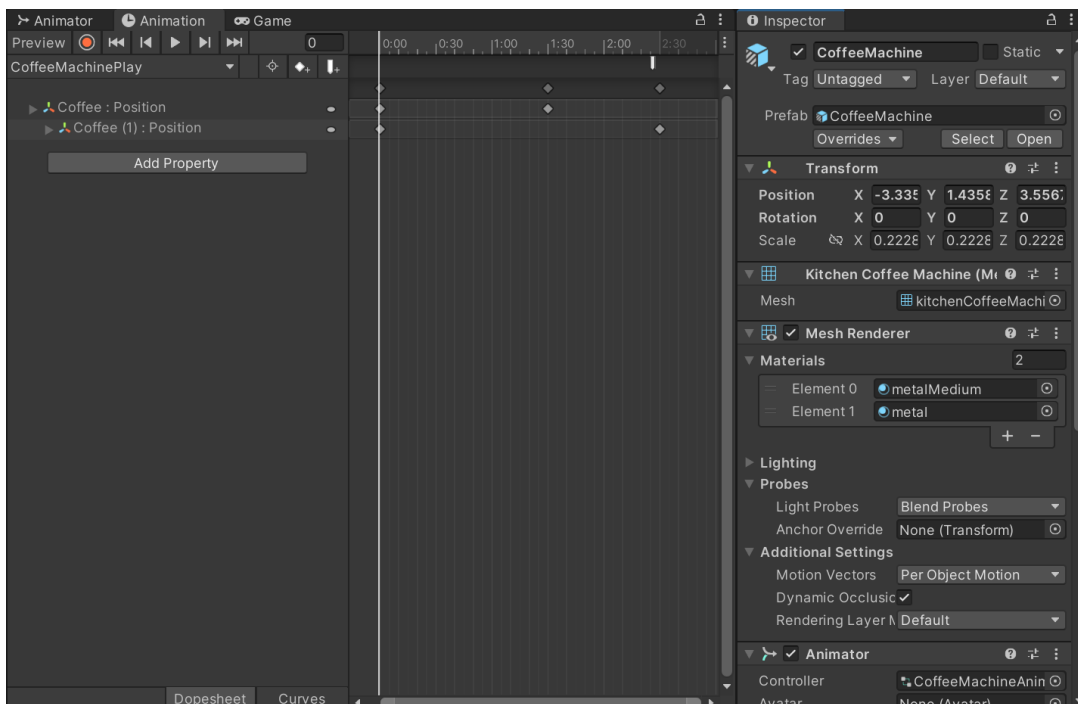 Animator Animation Game
Preview 0
0:00 0:30 1:00 1:30 2:00 2:30
CoffeeMachinePlay
Coffee : Position
Coffee (1) : Position
Add Property
Dopesheet Curves
Inspector
CoffeeMachine Static
Tag Untagged Layer Default
Prefab CoffeeMachine
Overrides Select Open
Transform
Position X -3.335 Y 1.4358 Z 3.5567
Rotation X 0 Y 0 Z 0
Scale X 0.2228 Y 0.2228 Z 0.2228
Kitchen Coffee Machine (Me
Mesh kitchenCoffeeMachi
Mesh Renderer
Materials 2
Element 0 metalMedium
Element 1 metal
+ −
Lighting
Probes
Light Probes Blend Probes
Anchor Override None (Transform)
Additional Settings
Motion Vectors Per Object Motion
Dynamic Occlusic
Rendering Layer M Default
Animator
Controller CoffeeMachineAnin
Avatar None (Avatar)